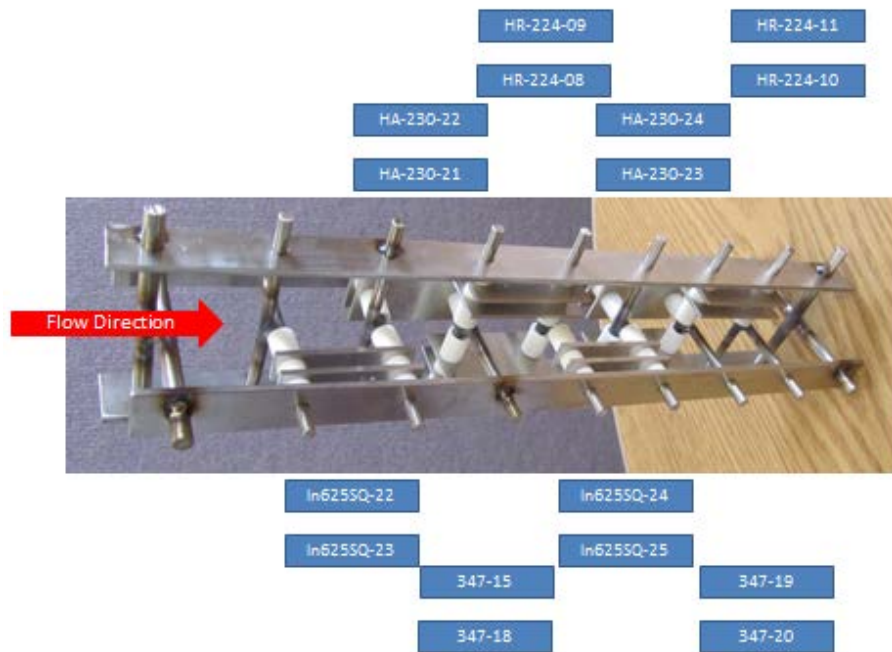 HR-224-09
HR-224-11
HR-224-08
HR-224-10
HA-230-22
HA-230-24
HA-230-21
HA-230-23
Flow Direction
In625SQ-22
In625SQ-24
In625SQ-23
In625SQ-25
347-15
347-19
347-18
347-20